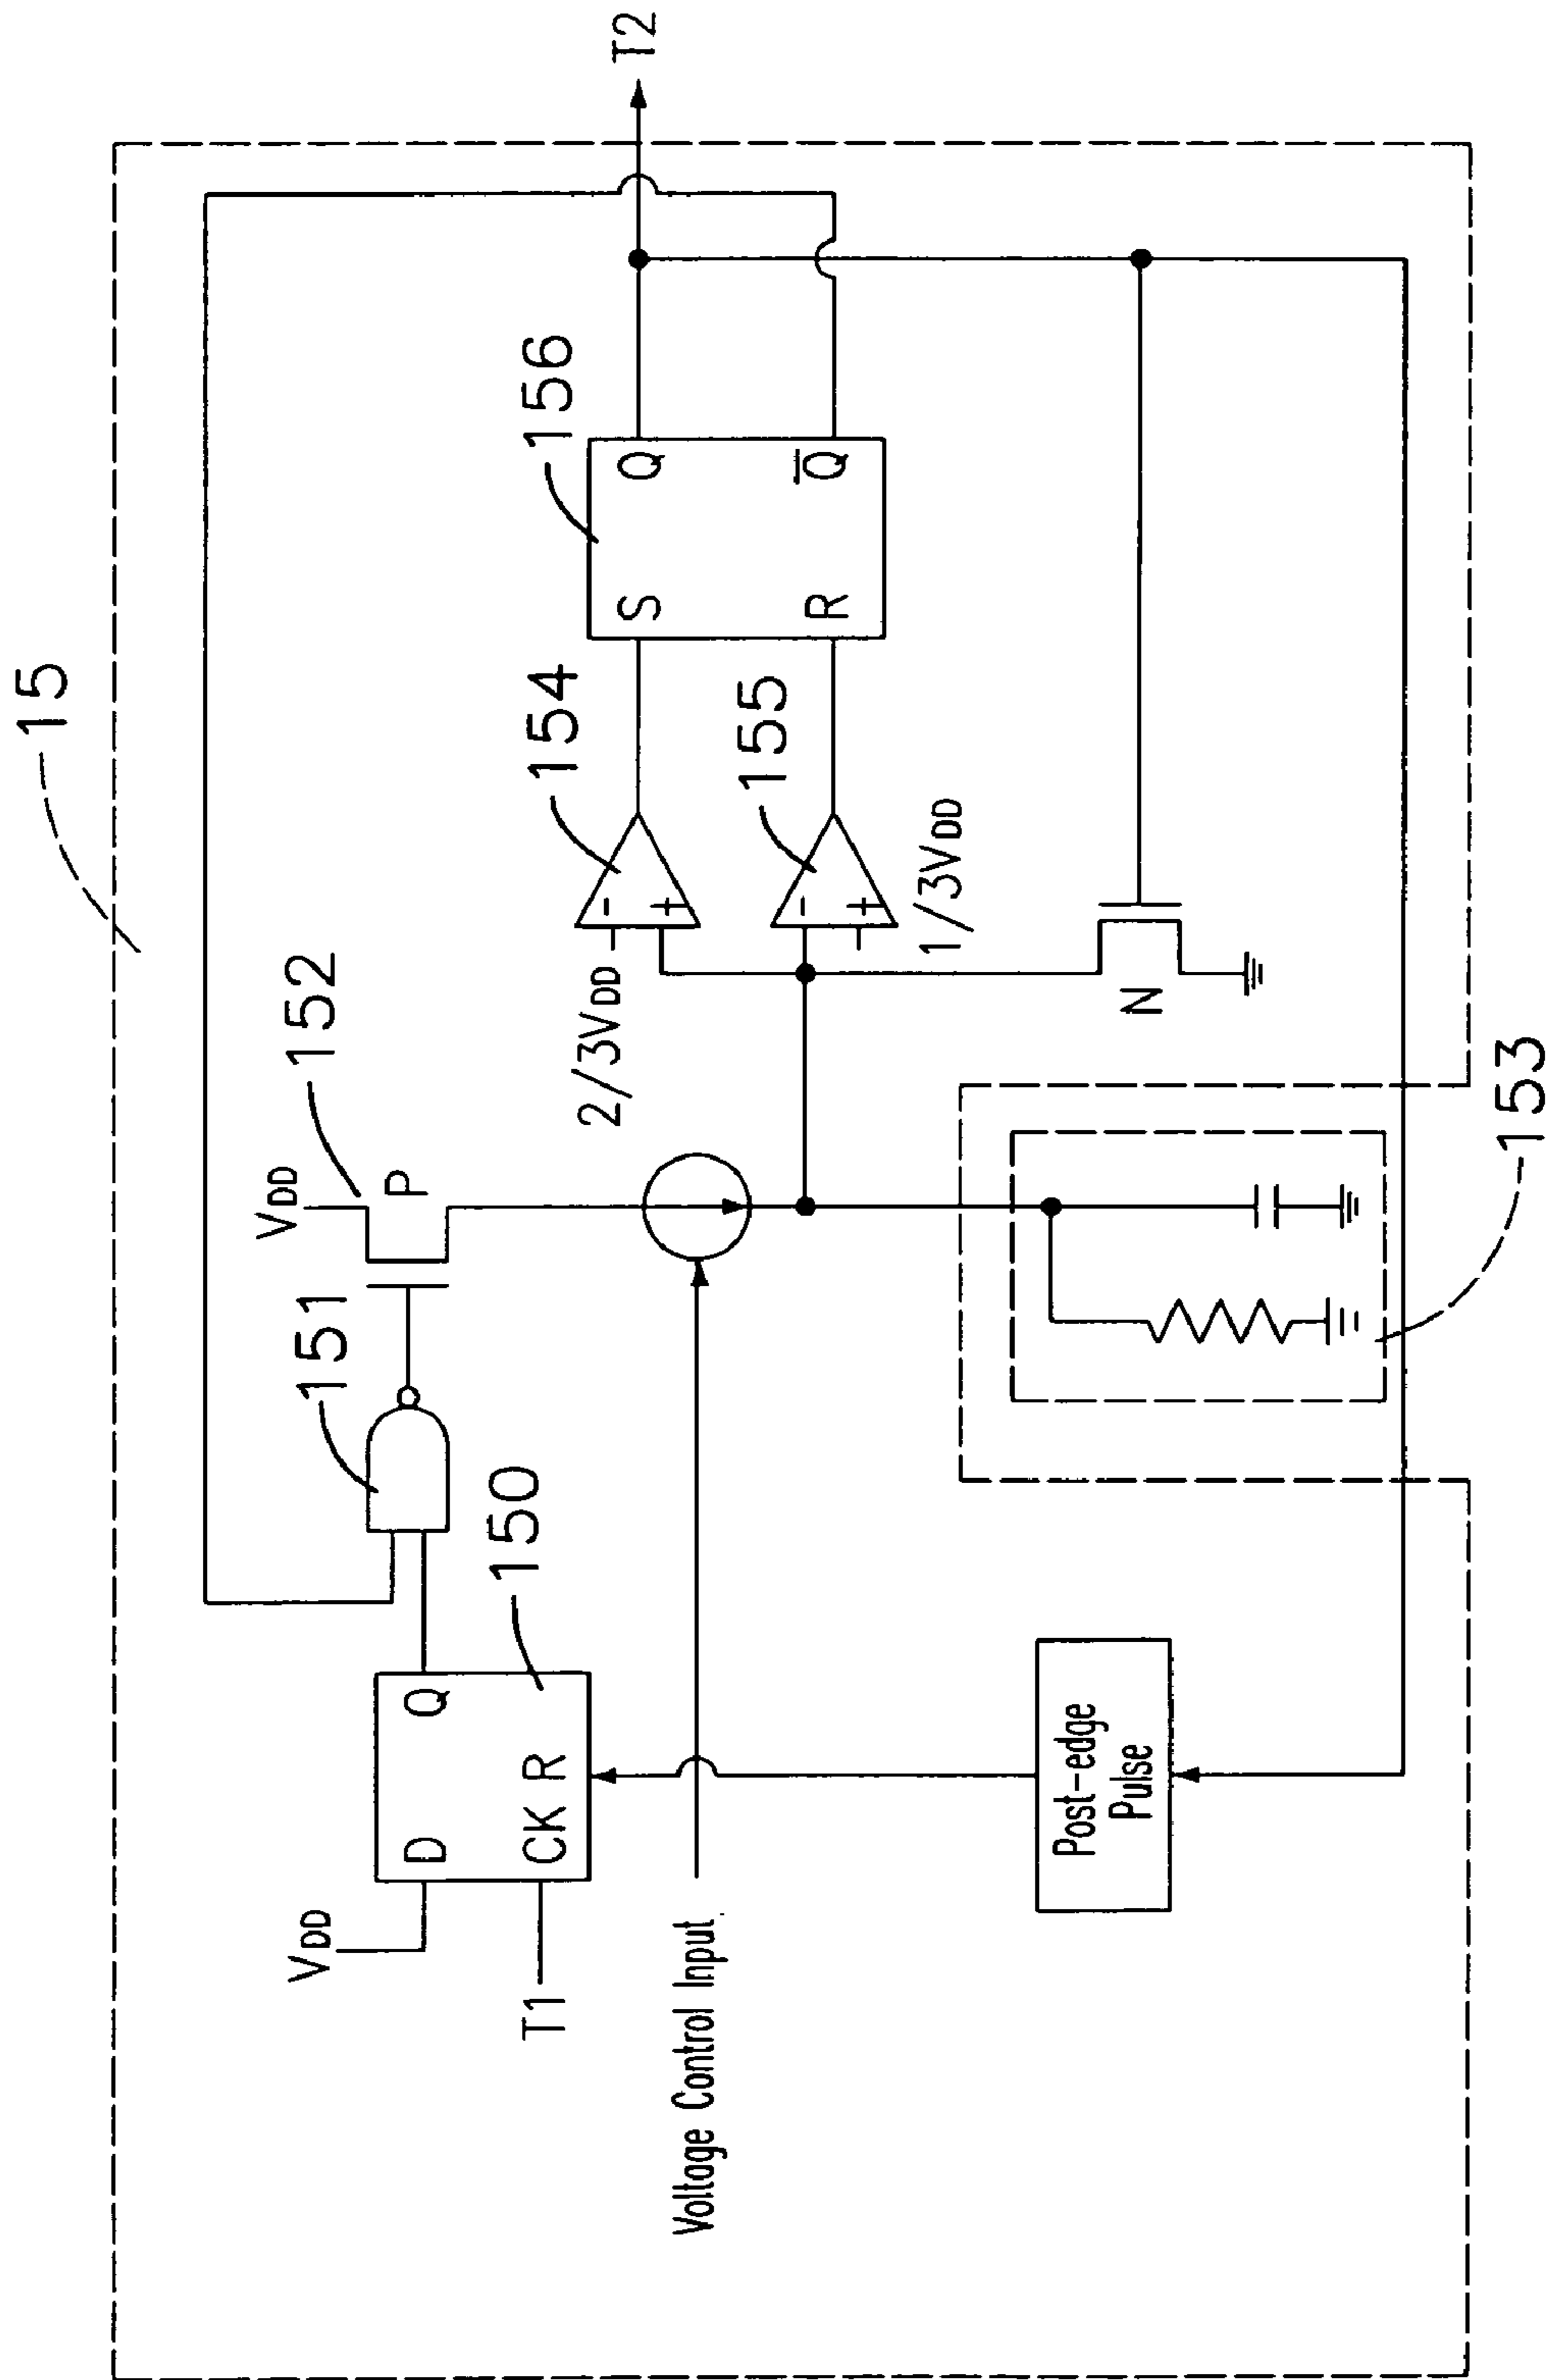 15
VDD
D
Q
CK R
T1
150
151
VDD
P
152
Voltage Control Input
Post-edge
Pulse
2/3VDD
-
+
154
-
+
155
1/3VDD
N
153
S
Q
R
Q̅
156
T2